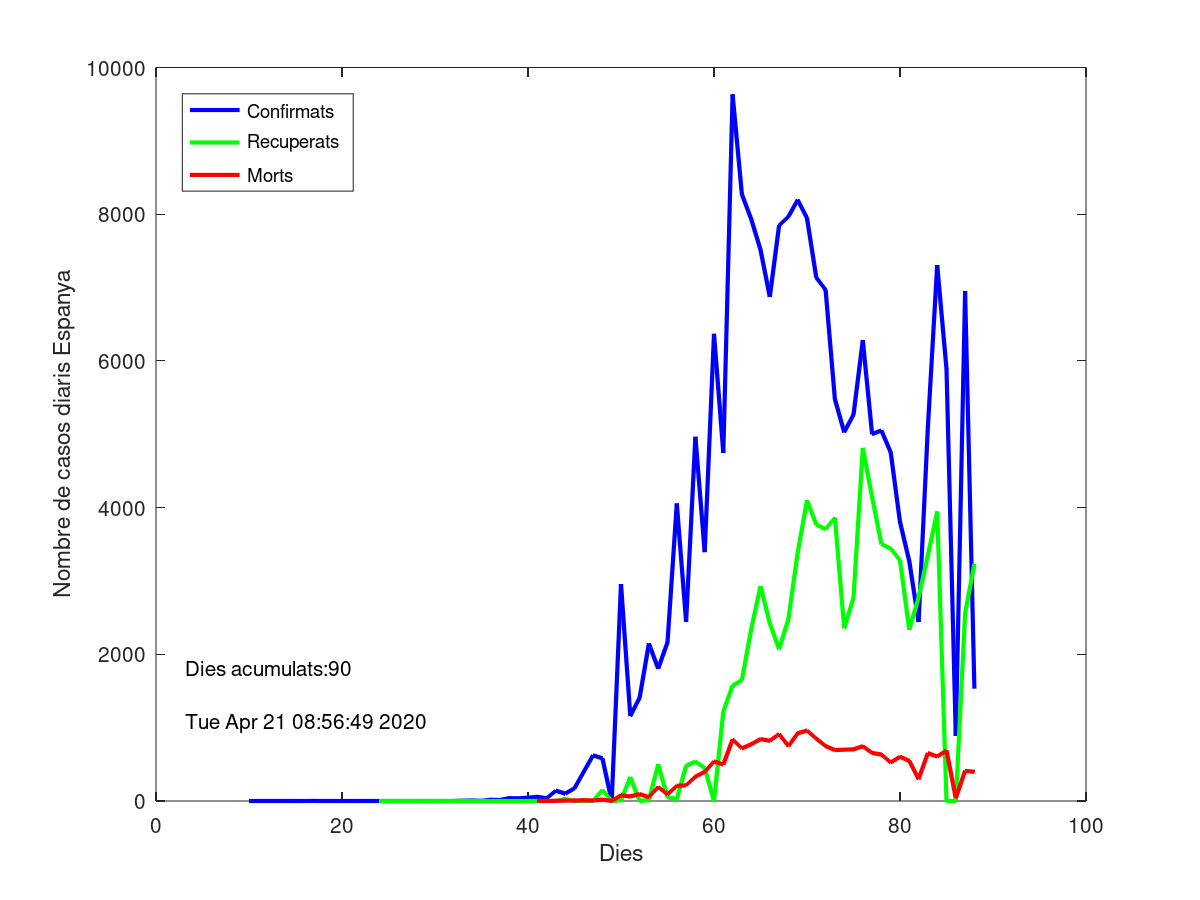 10000
8000
6000
4000
2000
0
Nombre de casos diaris Espanya
Confirmats
Recuperats
Morts
Dies acumulats:90
Tue Apr 21 08:56:49 2020
0 20 40 60 80 100
Dies